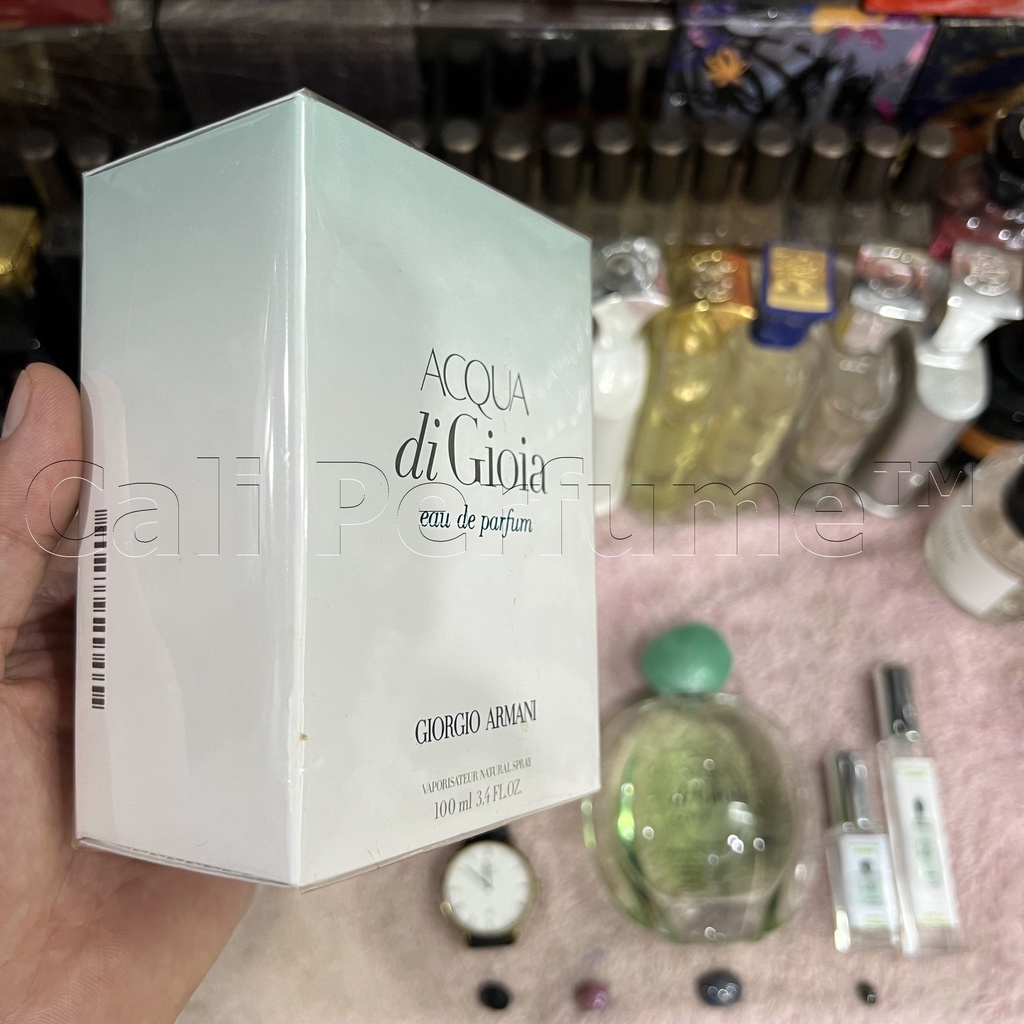 ACQUA
di Gioia
eau de parfum
Cali Perfume™
GIORGIO ARMANI
VAPORISATEUR NATURAL SPRAY
100 ml 3.4 FL.OZ.